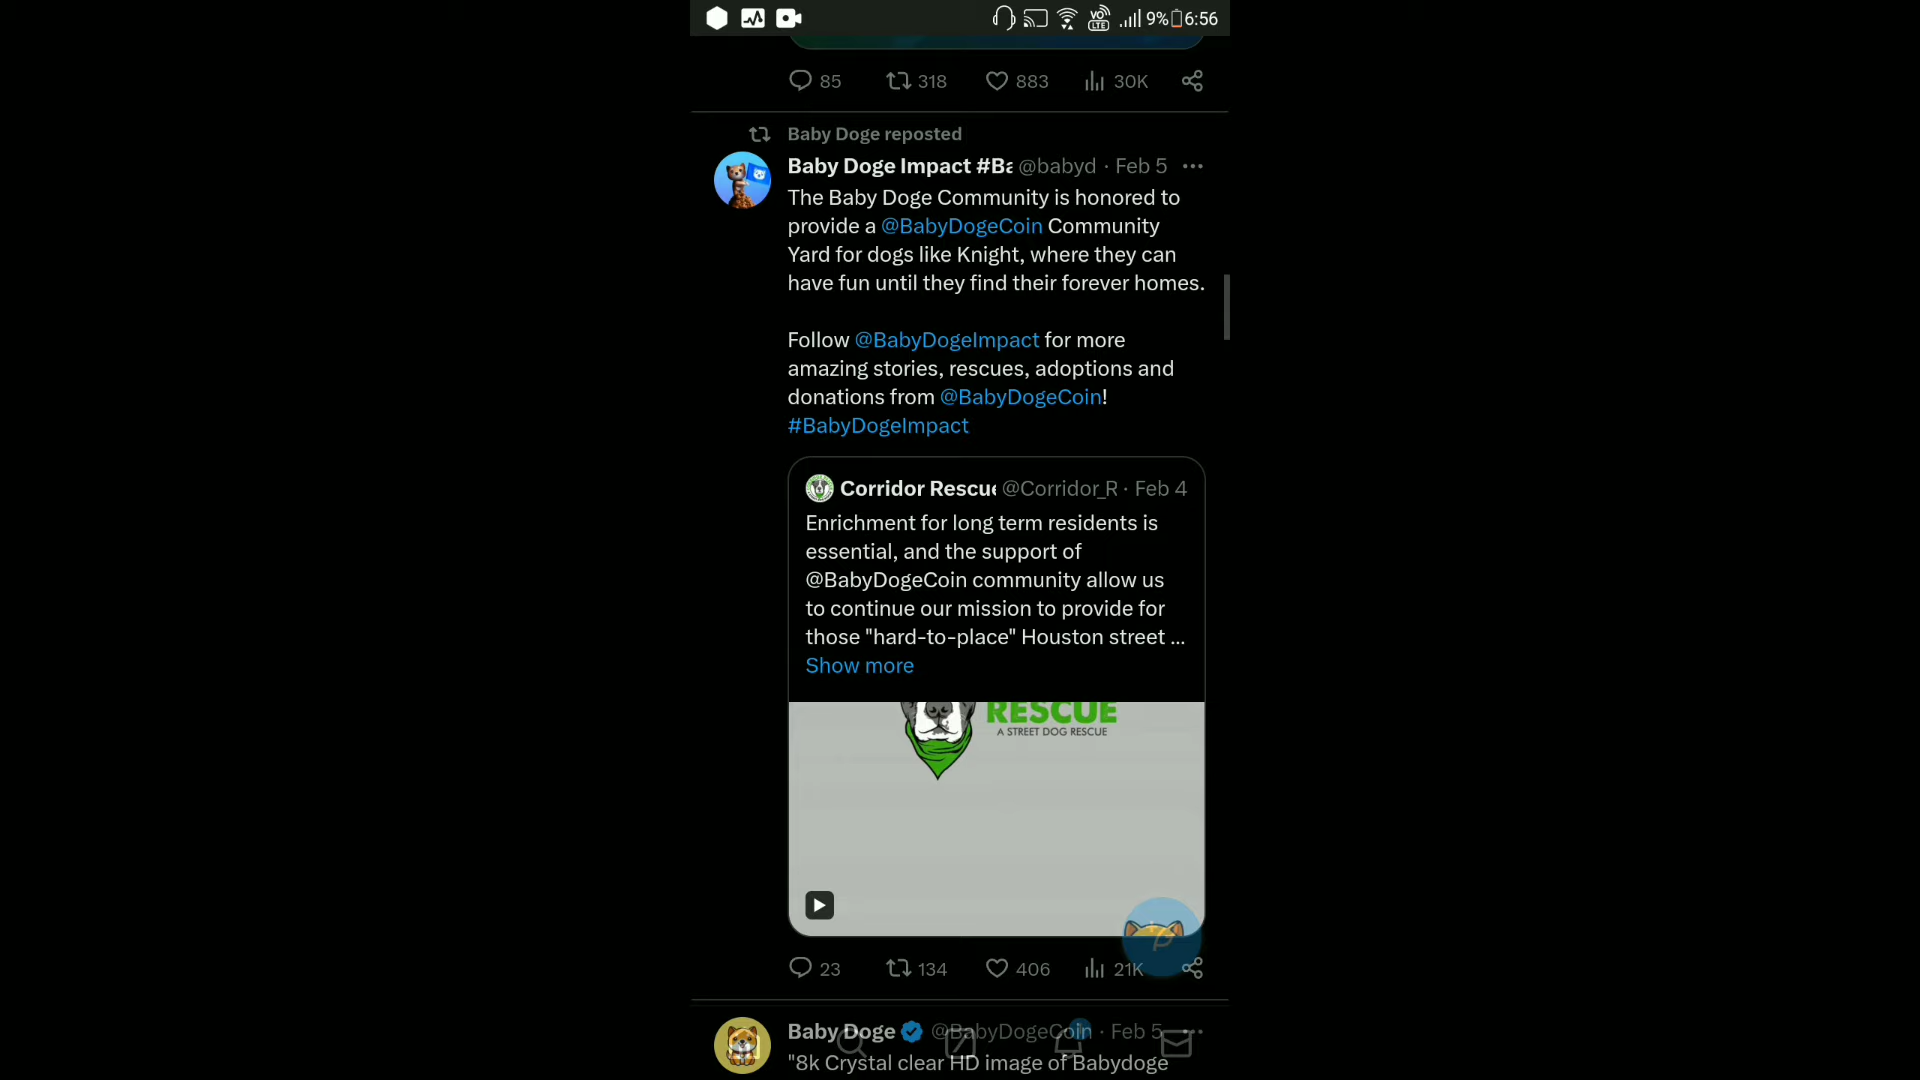 VO LTE 9% 6:56
85 318 883 30K
Baby Doge reposted
Baby Doge Impact #Ba @babyd · Feb 5 ···
The Baby Doge Community is honored to
provide a @BabyDogeCoin Community
Yard for dogs like Knight, where they can
have fun until they find their forever homes.
Follow @BabyDogeImpact for more
amazing stories, rescues, adoptions and
donations from @BabyDogeCoin!
#BabyDogeImpact
Corridor Rescue @Corridor_R · Feb 4
Enrichment for long term residents is
essential, and the support of
@BabyDogeCoin community allow us
to continue our mission to provide for
those "hard-to-place" Houston street ...
Show more
RESCUE
A STREET DOG RESCUE
23 134 406 21K
Baby Doge @BabyDogeCoin · Feb 5 ···
"8k Crystal clear HD image of Babydoge